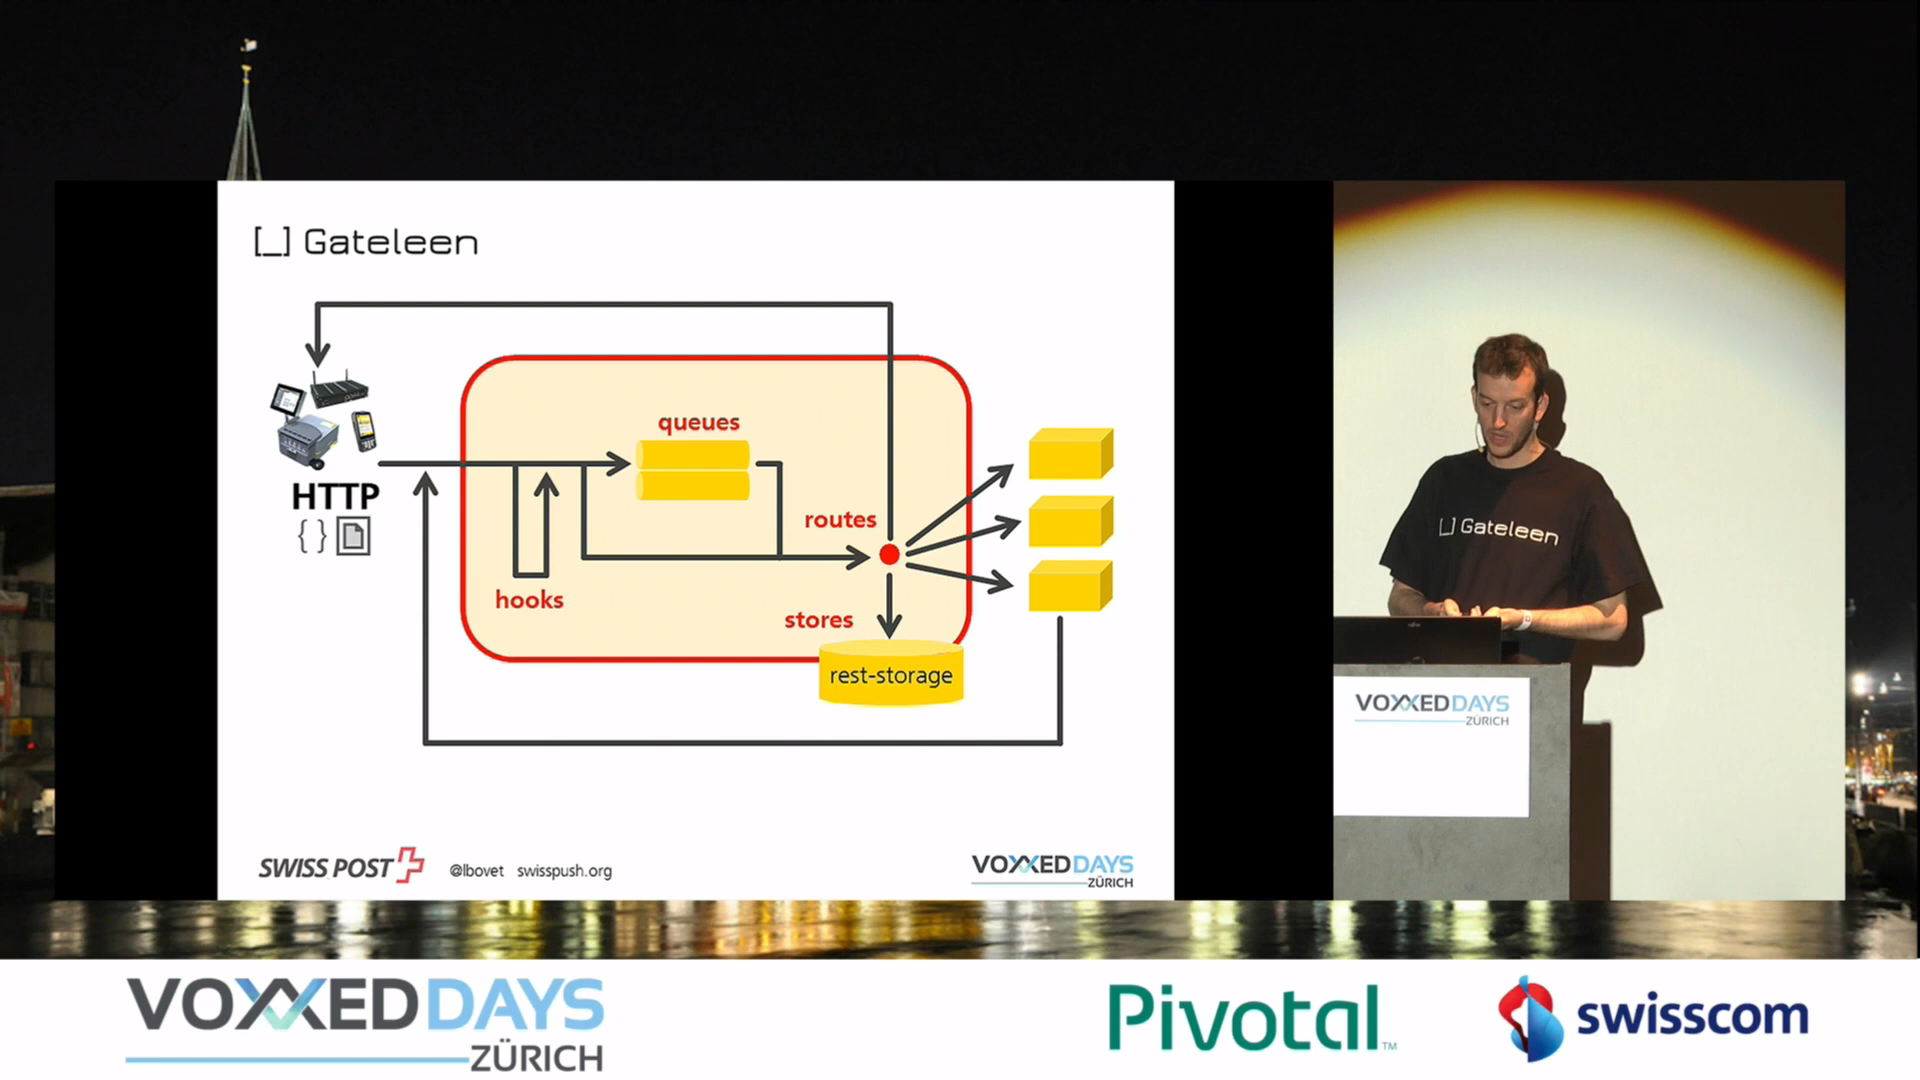 [_] Gateleen
queues
HTTP
{ }
routes
hooks
stores
rest-storage
SWISS POST
@lbovet swisspush.org
VOXXED DAYS
ZÜRICH
[_] Gateleen
VOXXED DAYS
ZÜRICH
VOXXED DAYS
ZÜRICH
Pivotal™
swisscom